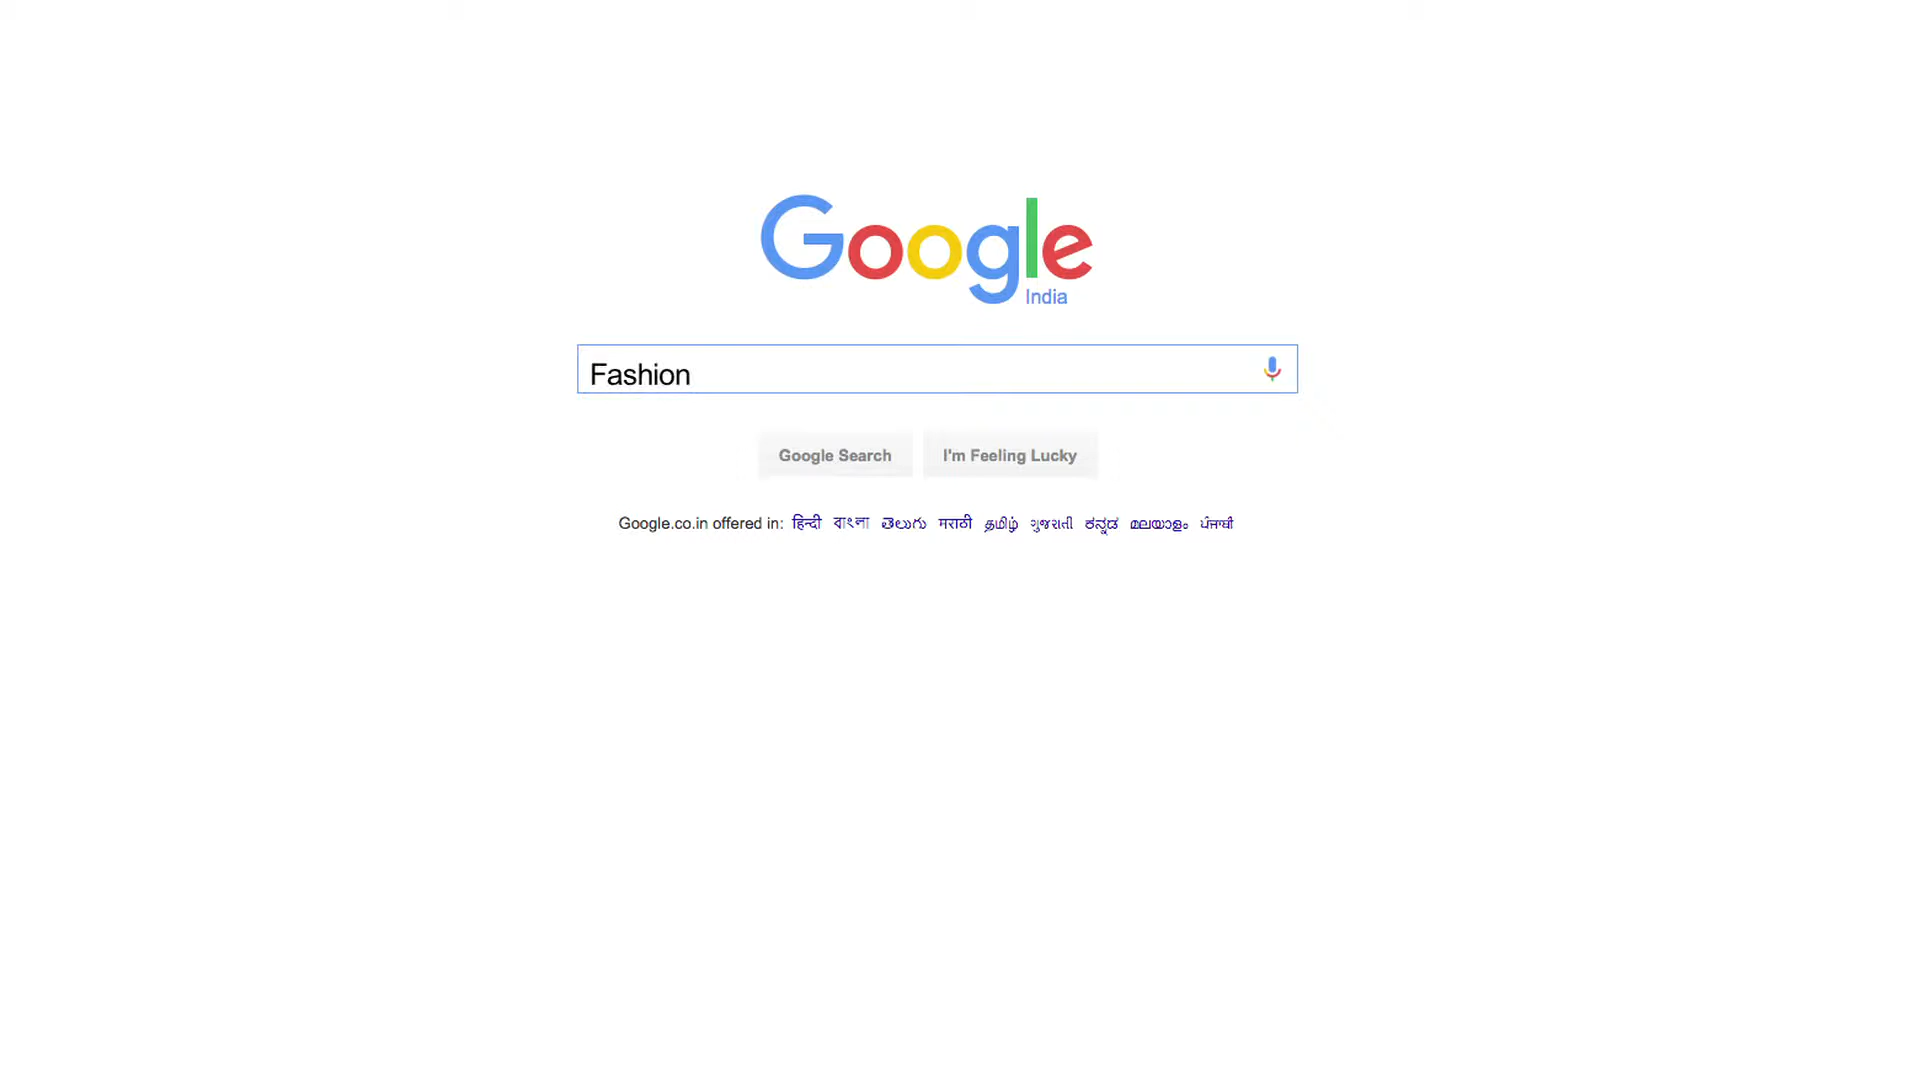 Google
India
Fashion
Google Search I'm Feeling Lucky
Google.co.in offered in: हिन्दी বাংলা తెలుగు मराठी தமிழ் ગુજરાતી ಕನ್ನಡ മലയാളം ਪੰਜਾਬੀ